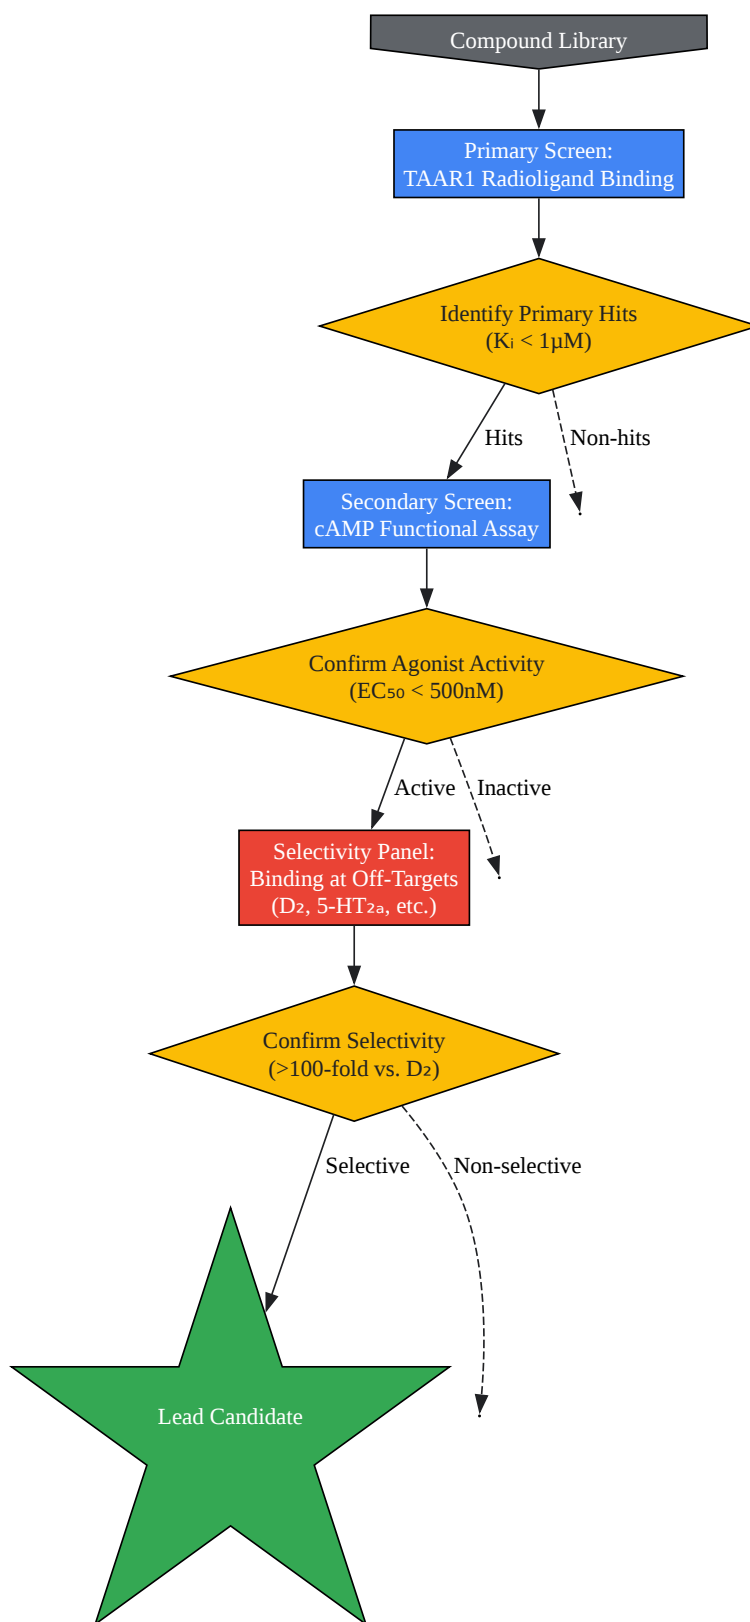 Compound Library
Primary Screen:
TAAR1 Radioligand Binding
Identify Primary Hits
(Kᵢ < 1µM)
Hits
Non-hits
Secondary Screen:
cAMP Functional Assay
Confirm Agonist Activity
(EC₅₀ < 500nM)
Active
Inactive
Selectivity Panel:
Binding at Off-Targets
(D₂, 5-HT₂ₐ, etc.)
Confirm Selectivity
(>100-fold vs. D₂)
Selective
Non-selective
Lead Candidate